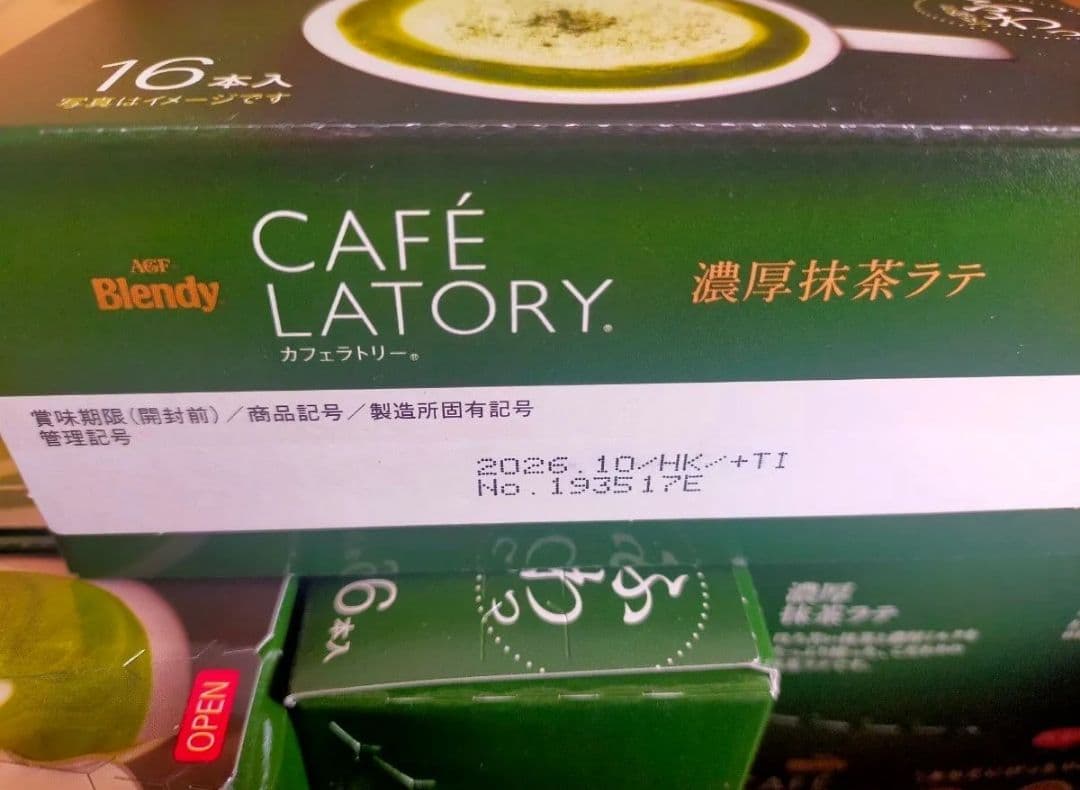 16本入
写真はイメージです
AGF
Blendy
CAFÉ
LATORY®
カフェラトリー®
濃厚抹茶ラテ
賞味期限(開封前)/商品記号/製造所固有記号
管理記号
2026.10/HK/+TI
No.193517E
16本入
OPEN
濃厚
抹茶ラテ